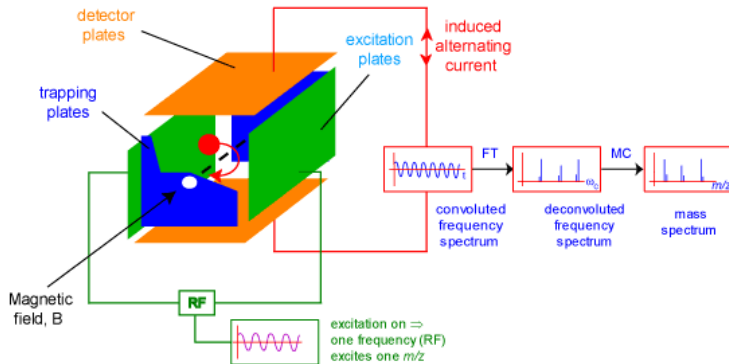 detector
plates
excitation
plates
induced
alternating
current
trapping
plates
t
FT
ω_c
MC
m/z
convoluted
frequency
spectrum
deconvoluted
frequency
spectrum
mass
spectrum
Magnetic
field, B
RF
excitation on ⇒
one frequency (RF)
excites one m/z